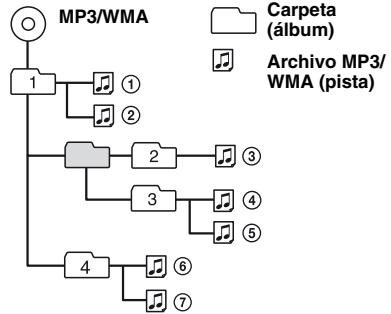 MP3/WMA
Carpeta
(álbum)
Archivo MP3/
WMA (pista)
1
①
②
2
③
3
④
⑤
4
⑥
⑦